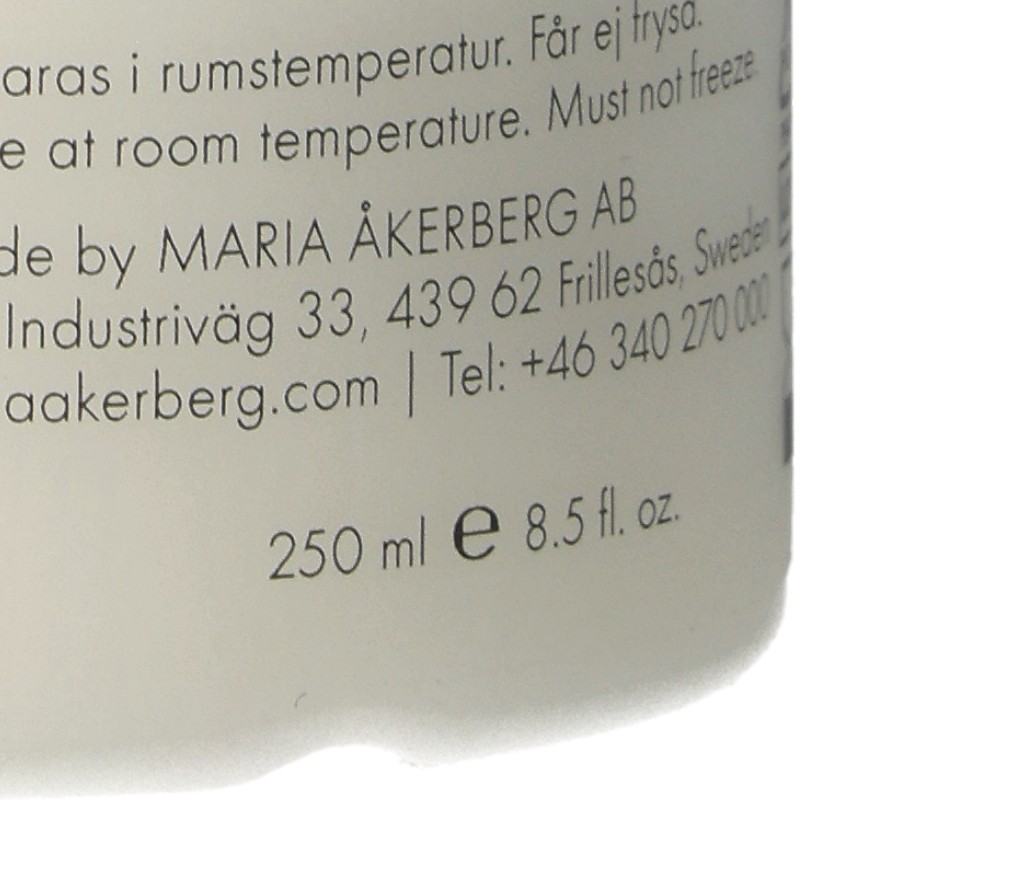 aras i rumstemperatur. Får ej frysa.
e at room temperature. Must not freeze.
de by MARIA ÅKERBERG AB
Industriväg 33, 439 62 Frillesås, Sweden
aakerberg.com | Tel: +46 340 270 000
250 ml e 8.5 fl. oz.